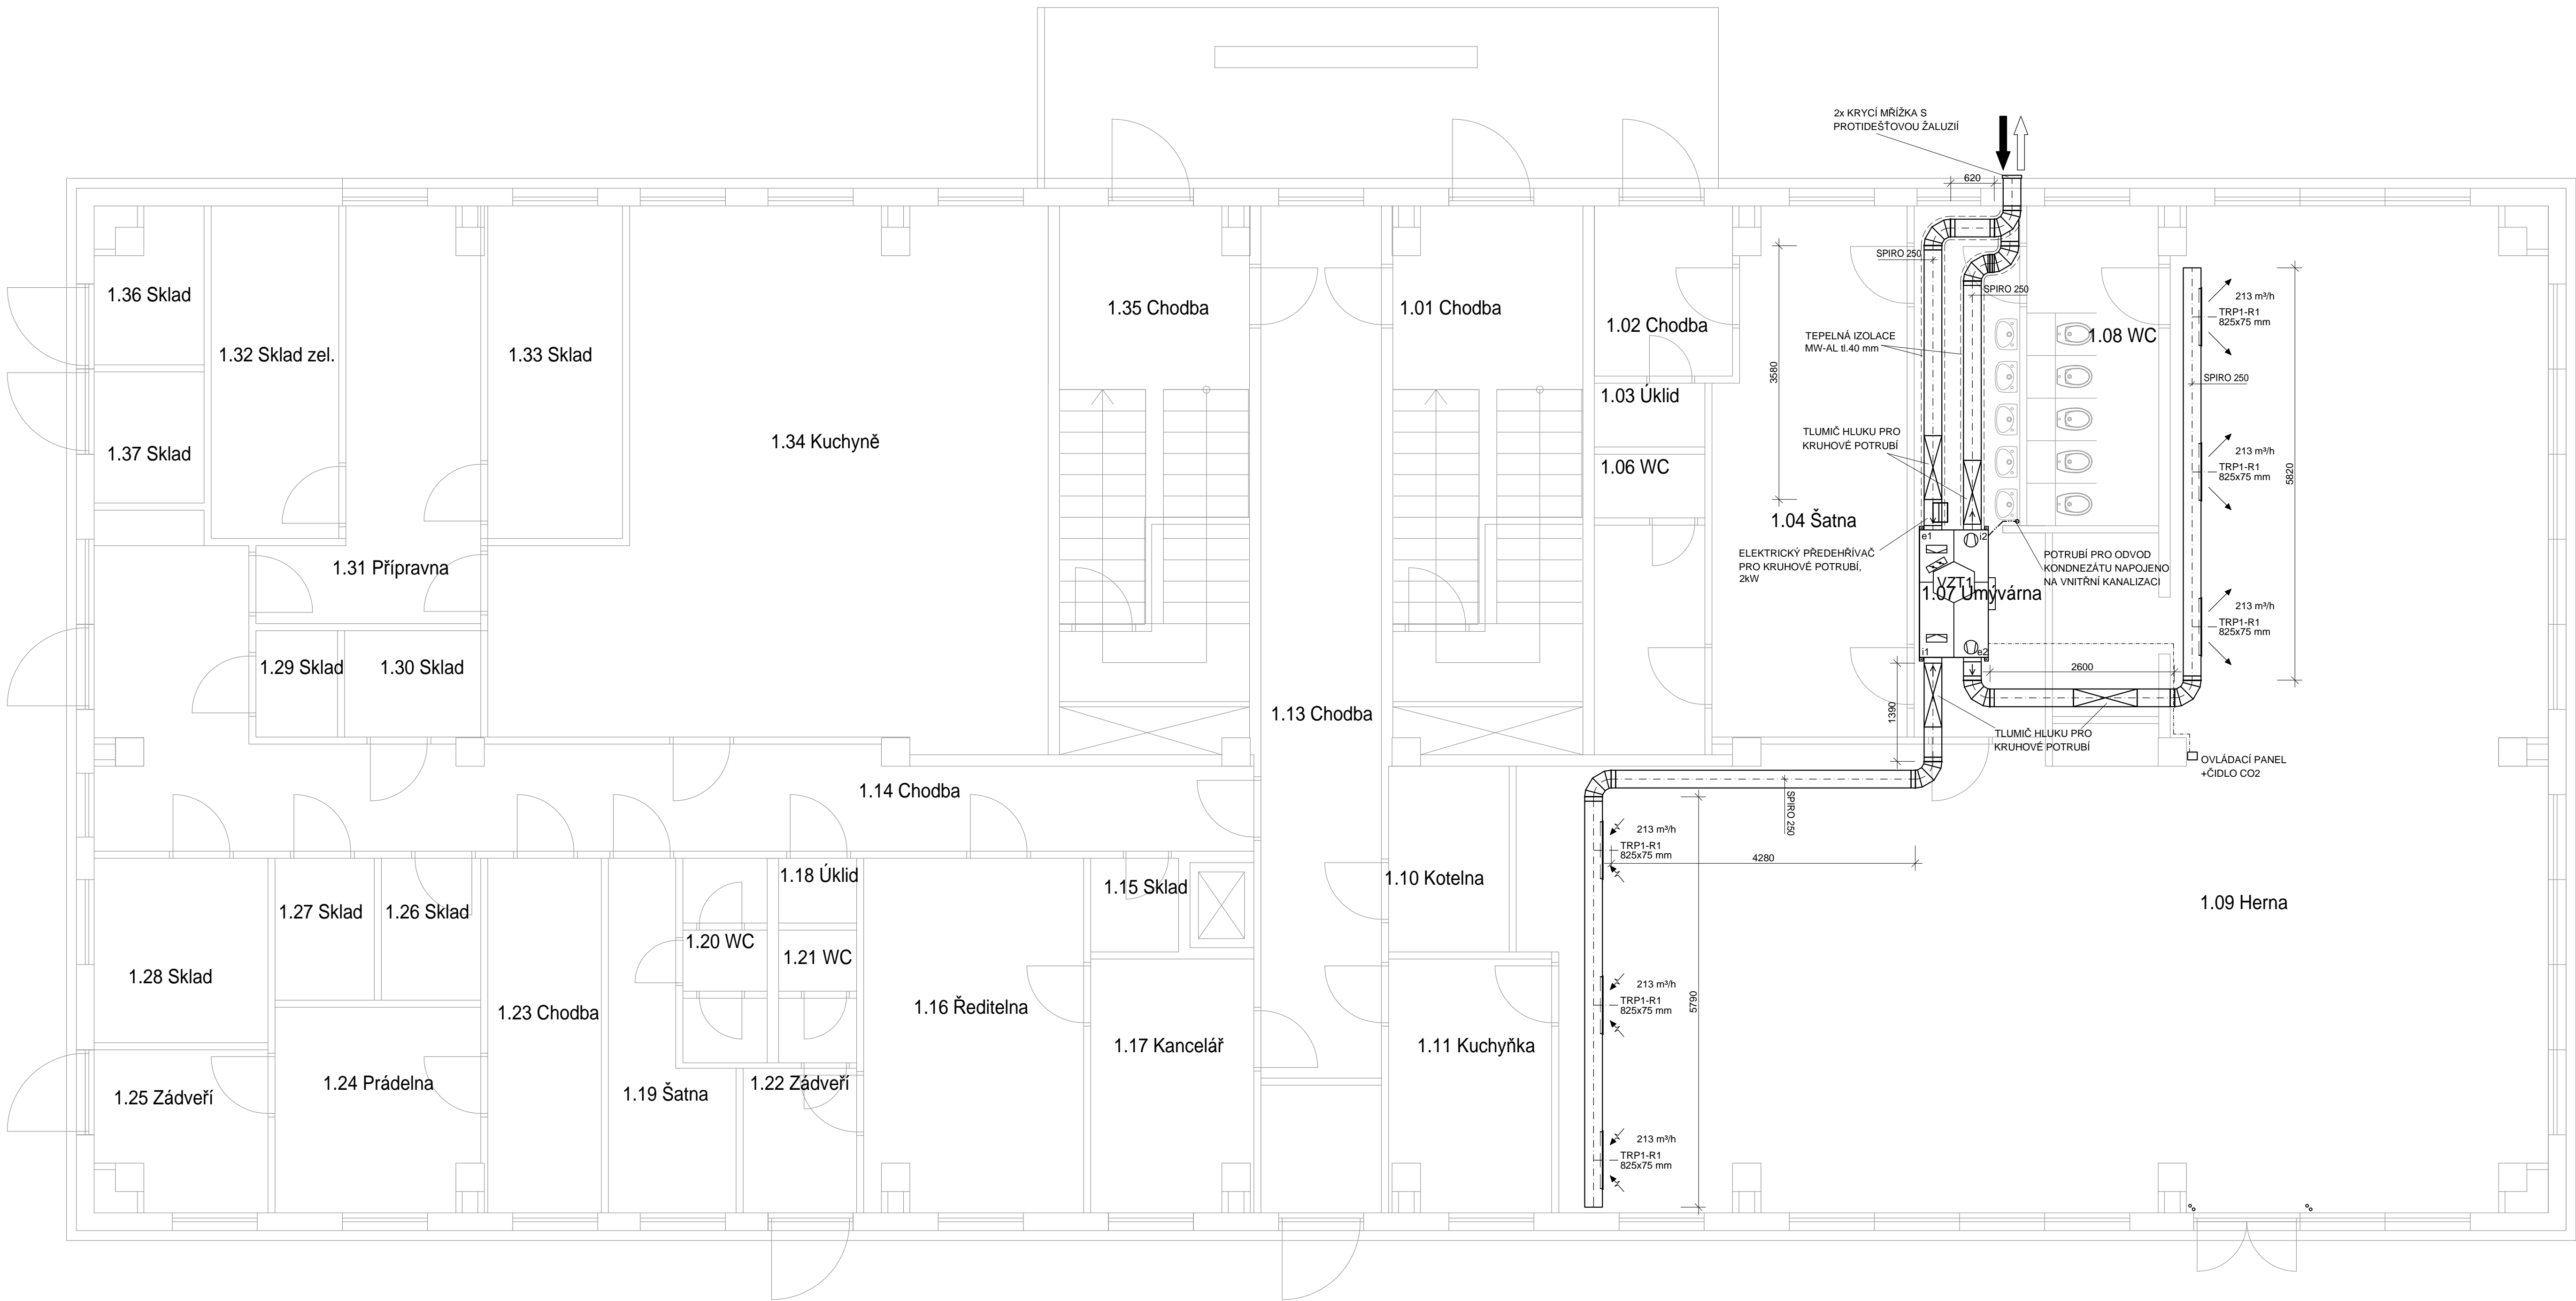 2x KRYCÍ MŘÍŽKA S
PROTIDEŠŤOVOU ŽALUZIÍ
620
SPIRO 250
SPIRO 250
TEPELNÁ IZOLACE
MW-AL tl.40 mm
3580
TLUMIČ HLUKU PRO
KRUHOVÉ POTRUBÍ
ELEKTRICKÝ PŘEDEHŘÍVAČ
PRO KRUHOVÉ POTRUBÍ,
2kW
e1
i2
VZT1
i1
e2
POTRUBÍ PRO ODVOD
KONDNEZÁTU NAPOJENO
NA VNITŘNÍ KANALIZACI
213 m³/h
TRP1-R1
825x75 mm
SPIRO 250
213 m³/h
TRP1-R1
825x75 mm
213 m³/h
TRP1-R1
825x75 mm
5820
2600
1390
TLUMIČ HLUKU PRO
KRUHOVÉ POTRUBÍ
OVLÁDACÍ PANEL
+ČIDLO CO2
SPIRO 250
4280
213 m³/h
TRP1-R1
825x75 mm
213 m³/h
TRP1-R1
825x75 mm
213 m³/h
TRP1-R1
825x75 mm
5790
1.36 Sklad
1.32 Sklad zel.
1.33 Sklad
1.37 Sklad
1.34 Kuchyně
1.35 Chodba
1.01 Chodba
1.02 Chodba
1.03 Úklid
1.06 WC
1.04 Šatna
1.08 WC
1.07 Umývárna
1.31 Přípravna
1.29 Sklad
1.30 Sklad
1.13 Chodba
1.14 Chodba
1.18 Úklid
1.15 Sklad
1.10 Kotelna
1.09 Herna
1.27 Sklad
1.26 Sklad
1.20 WC
1.21 WC
1.28 Sklad
1.23 Chodba
1.16 Ředitelna
1.17 Kancelář
1.11 Kuchyňka
1.25 Zádveří
1.24 Prádelna
1.19 Šatna
1.22 Zádveří